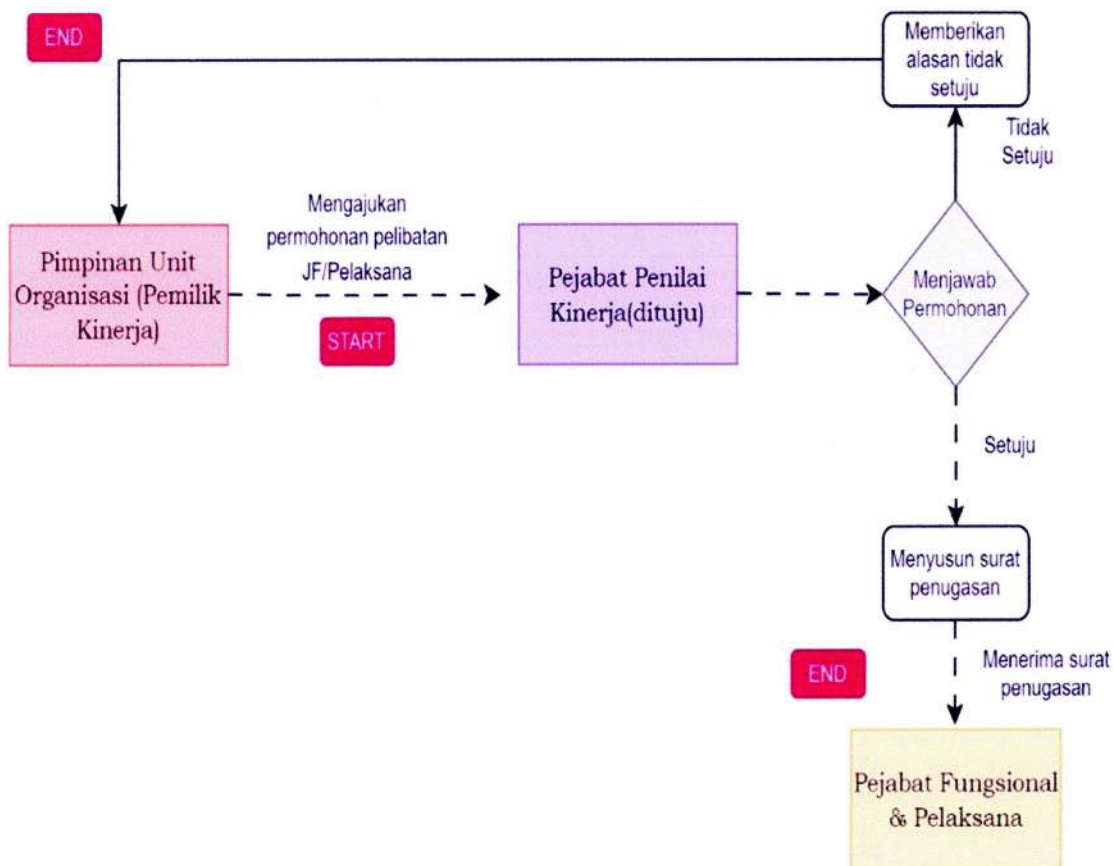 END
Memberikan
alasan tidak
setuju
Tidak
Setuju
Mengajukan
permohonan pelibatan
JF/Pelaksana
START
Pimpinan Unit
Organisasi (Pemilik
Kinerja)
Pejabat Penilai
Kinerja(dituju)
Menjawab
Permohonan
Setuju
Menyusun surat
penugasan
END
Menerima surat
penugasan
Pejabat Fungsional
& Pelaksana